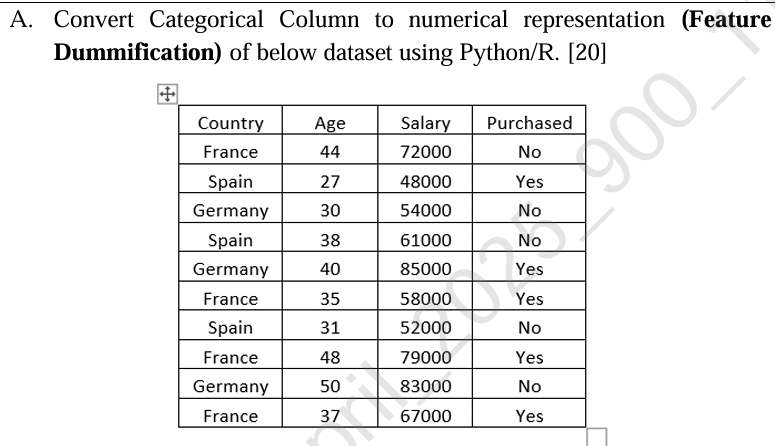 A. Convert Categorical Column to numerical representation (Feature
Dummification) of below dataset using Python/R. [20]
Country Age Salary Purchased
France 44 72000 No
Spain 27 48000 Yes
Germany 30 54000 No
Spain 38 61000 No
Germany 40 85000 Yes
France 35 58000 Yes
Spain 31 52000 No
France 48 79000 Yes
Germany 50 83000 No
France 37 67000 Yes